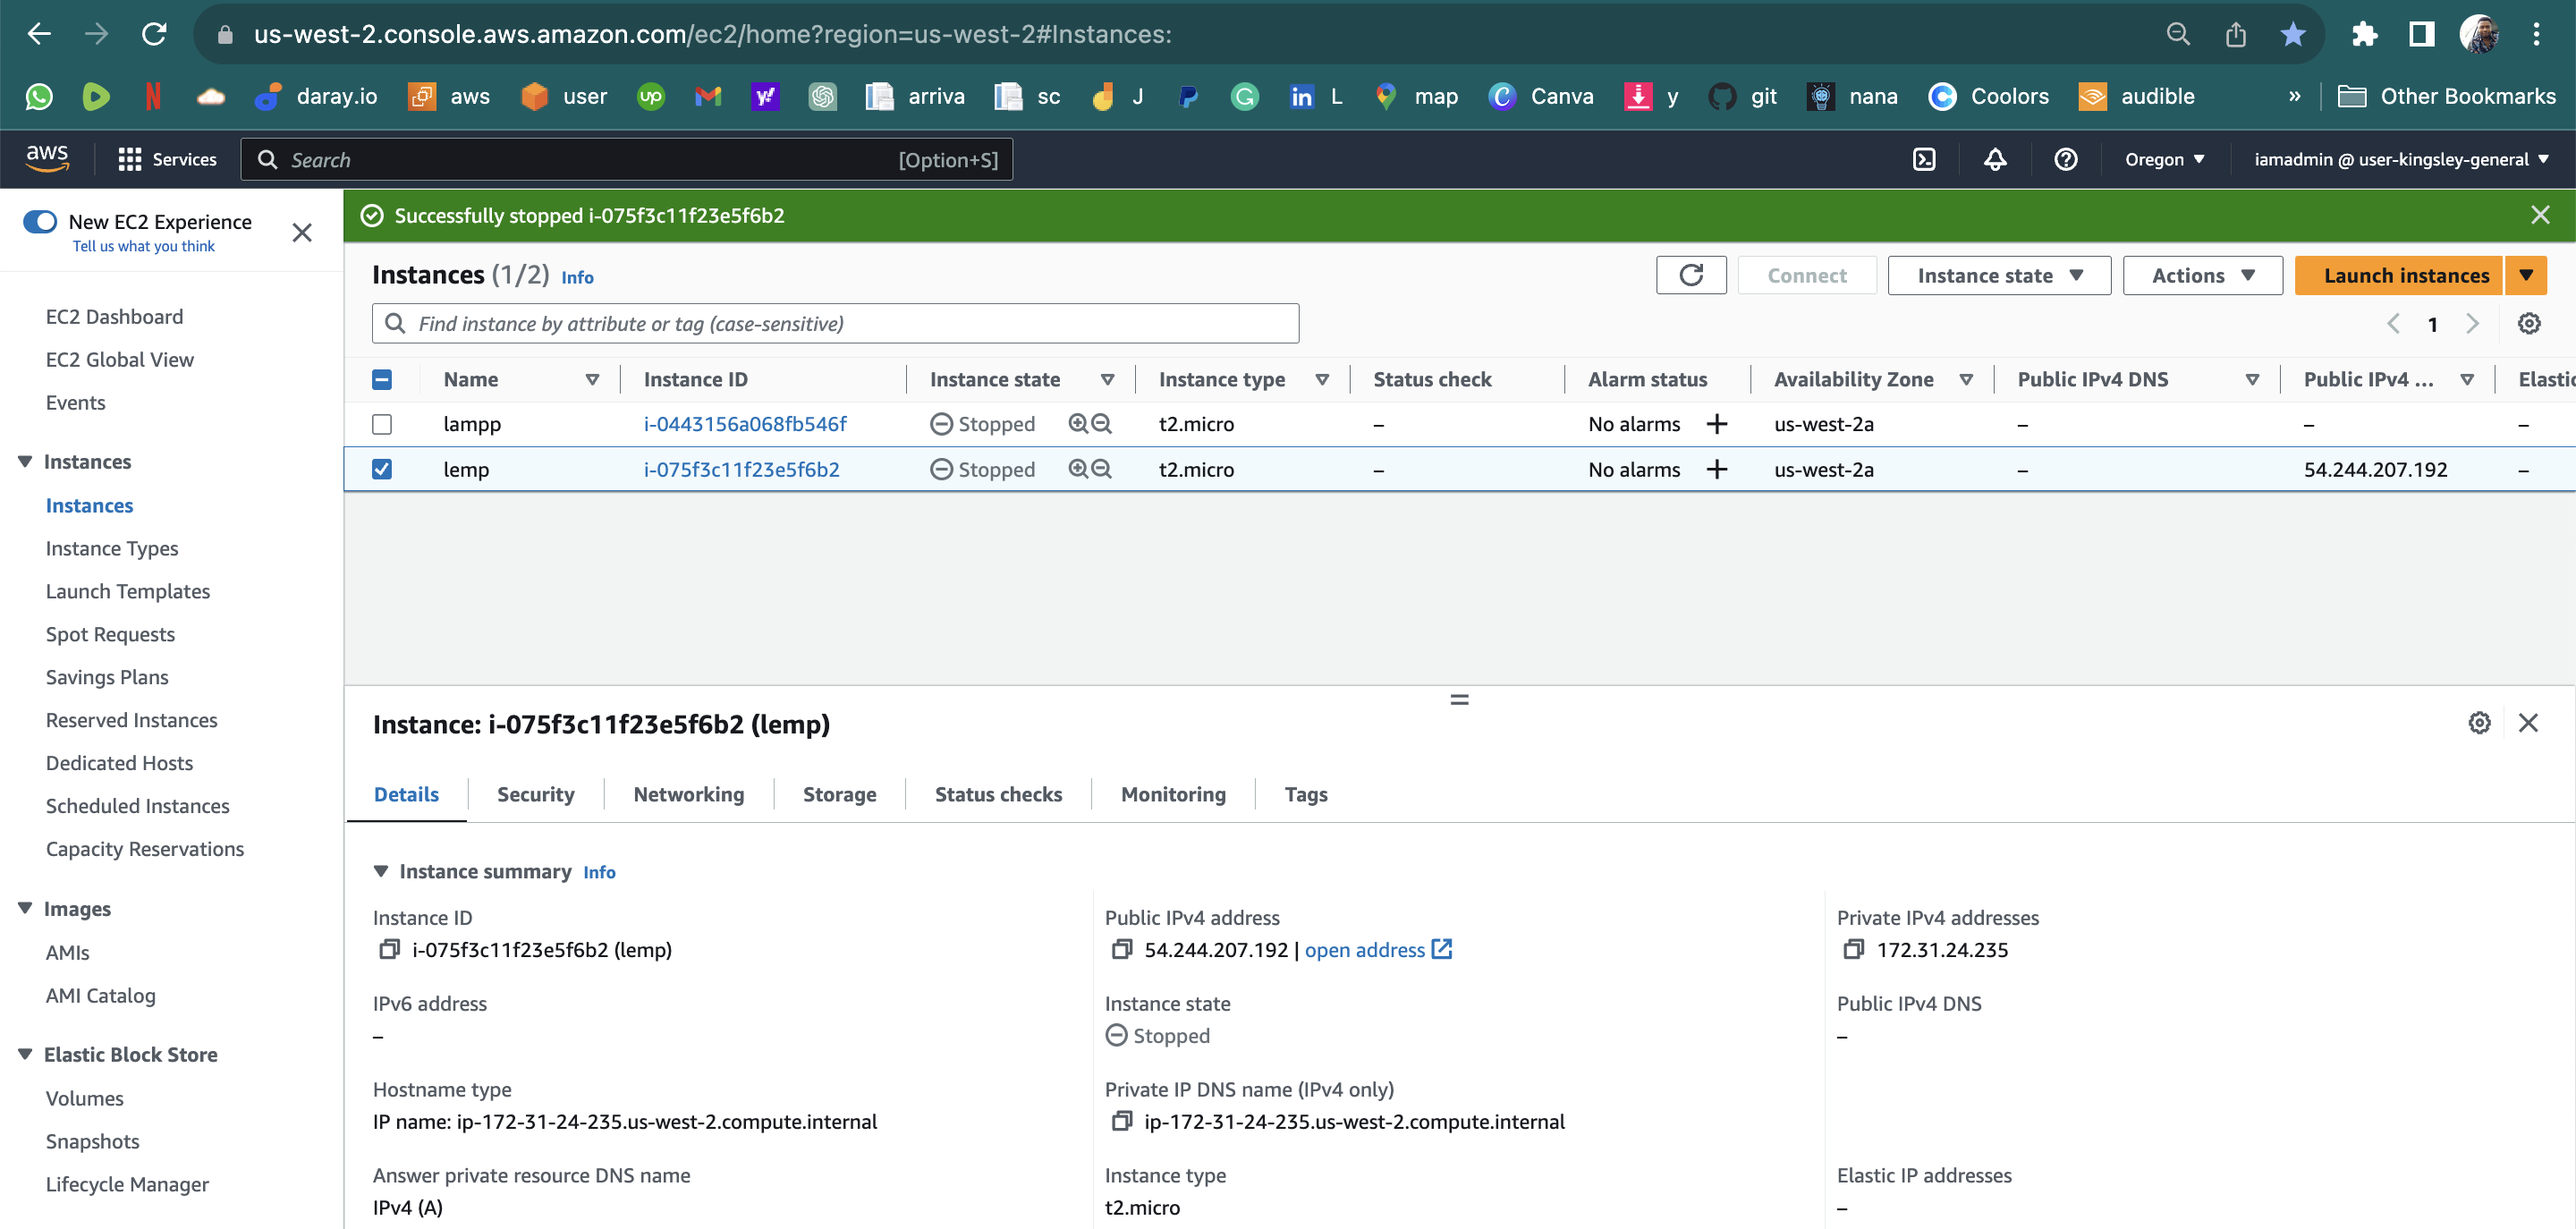 us-west-2.console.aws.amazon.com/ec2/home?region=us-west-2#Instances:
daray.io aws user up arriva sc J L map Canva y git nana Coolors audible » Other Bookmarks
aws Services Search [Option+S] Oregon iamadmin @ user-kingsley-general
New EC2 Experience
Tell us what you think
EC2 Dashboard
EC2 Global View
Events
Instances
Instances
Instance Types
Launch Templates
Spot Requests
Savings Plans
Reserved Instances
Dedicated Hosts
Scheduled Instances
Capacity Reservations
Images
AMIs
AMI Catalog
Elastic Block Store
Volumes
Snapshots
Lifecycle Manager
Successfully stopped i-075f3c11f23e5f6b2
Instances (1/2) Info
Connect Instance state Actions Launch instances
Find instance by attribute or tag (case-sensitive)
1
Name Instance ID Instance state Instance type Status check Alarm status Availability Zone Public IPv4 DNS Public IPv4 ... Elastic
lampp i-0443156a068fb546f Stopped t2.micro – No alarms + us-west-2a – – –
lemp i-075f3c11f23e5f6b2 Stopped t2.micro – No alarms + us-west-2a – 54.244.207.192 –
Instance: i-075f3c11f23e5f6b2 (lemp)
Details Security Networking Storage Status checks Monitoring Tags
Instance summary Info
Instance ID
i-075f3c11f23e5f6b2 (lemp)
Public IPv4 address
54.244.207.192 | open address
Private IPv4 addresses
172.31.24.235
IPv6 address
–
Instance state
Stopped
Public IPv4 DNS
–
Hostname type
IP name: ip-172-31-24-235.us-west-2.compute.internal
Private IP DNS name (IPv4 only)
ip-172-31-24-235.us-west-2.compute.internal
Answer private resource DNS name
IPv4 (A)
Instance type
t2.micro
Elastic IP addresses
–